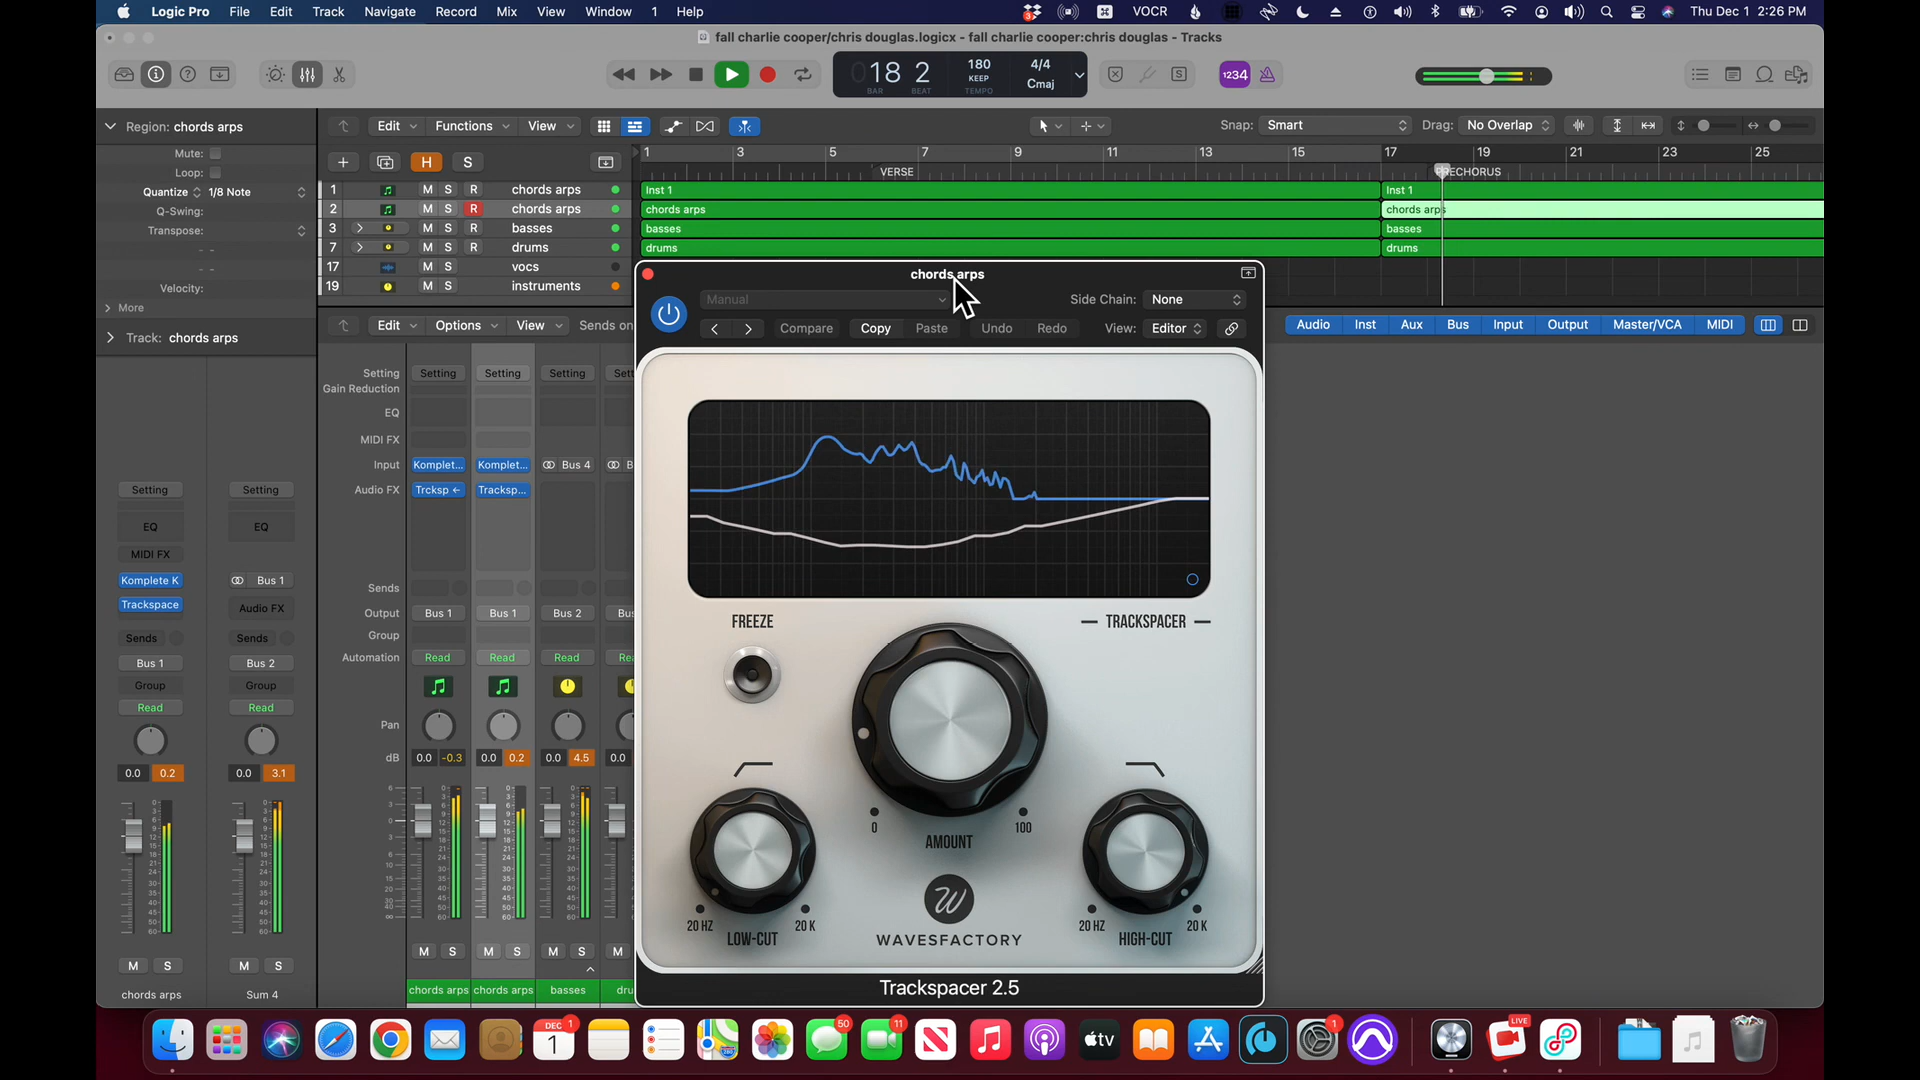 Logic Pro File Edit Track Navigate Record Mix View Window 1 Help VOCR Thu Dec 1 2:26 PM
fall charlie cooper/chris douglas.logicx - fall charlie cooper:chris douglas - Tracks
018 2 180 4/4
KEEP Cmaj
BAR BEAT TEMPO
1234
Region: chords arps
Edit Functions View
Snap: Smart Drag: No Overlap
Mute:
Loop:
Quantize 1/8 Note
Q-Swing:
Transpose:
Velocity:
More
Track: chords arps
H S
1 3 5 7 9 11 13 15 17 19 21 23 25
VERSE
PRECHORUS
1 M S R chords arps Inst 1 Inst 1
2 M S R chords arps chords arps chords arps
3 M S R basses basses basses
7 M S R drums drums drums
17 M S vocs
19 M S instruments
Edit Options View Sends on
Audio Inst Aux Bus Input Output Master/VCA MIDI
chords arps
Manual Side Chain: None
Compare Copy Paste Undo Redo View: Editor
Setting Setting Setting Setting
Gain Reduction
EQ
MIDI FX
Input Komplet... Komplet... Bus 4
Audio FX Trcksp Tracksp...
Sends
Output Bus 1 Bus 1 Bus 2
Group
Automation Read Read Read
Pan
dB 0.0 -0.3 0.0 0.2 0.0 4.5 0.0
M S M S M S M
chords arps chords arps basses
Setting Setting
EQ EQ
MIDI FX
Komplete K Bus 1
Trackspace Audio FX
Sends Sends
Bus 1 Bus 2
Group Group
Read Read
0.0 0.2 0.0 3.1
M S M S
chords arps Sum 4
FREEZE
TRACKSPACER
0 100
AMOUNT
20 HZ 20 K
LOW-CUT
20 HZ 20 K
HIGH-CUT
W
WAVESFACTORY
Trackspacer 2.5
DEC 1
1
50
11
tv
1
LIVE